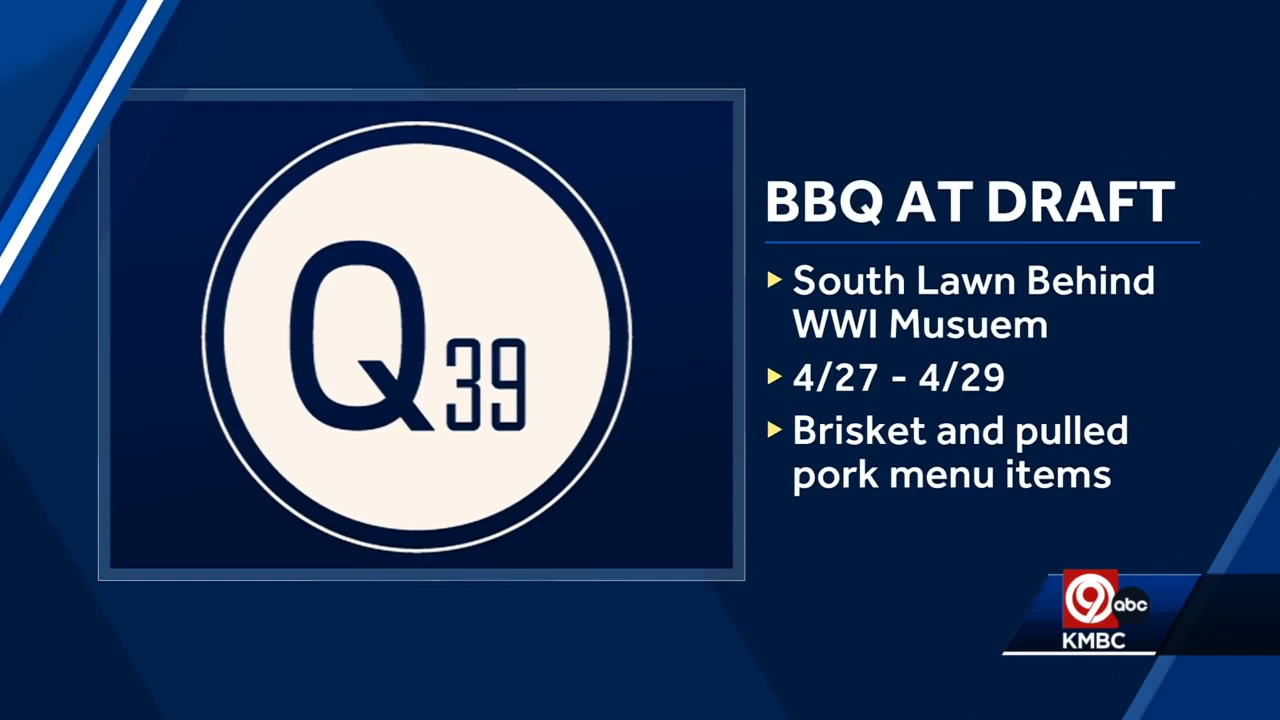 Q39
BBQ AT DRAFT
South Lawn Behind
WWI Musuem
4/27 - 4/29
Brisket and pulled
pork menu items
9 abc
KMBC